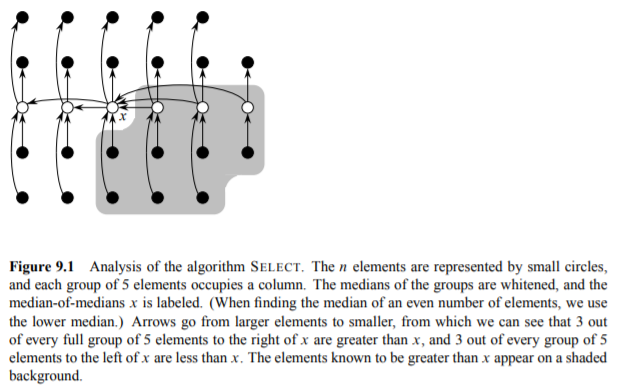 x
Figure 9.1 Analysis of the algorithm SELECT. The n elements are represented by small circles,
and each group of 5 elements occupies a column. The medians of the groups are whitened, and the
median-of-medians x is labeled. (When finding the median of an even number of elements, we use
the lower median.) Arrows go from larger elements to smaller, from which we can see that 3 out
of every full group of 5 elements to the right of x are greater than x, and 3 out of every group of 5
elements to the left of x are less than x. The elements known to be greater than x appear on a shaded
background.